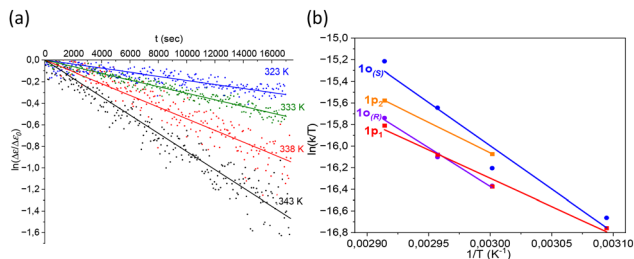 (a)
t (sec)
0 2000 4000 6000 8000 10000 12000 14000 16000
0,0
−0,2
−0,4
−0,6
−0,8
−1,0
−1,2
−1,4
−1,6
ln(Δε/Δε₀)
323 K
333 K
338 K
343 K
(b)
−15,0
−15,2
−15,4
−15,6
−15,8
−16,0
−16,2
−16,4
−16,6
−16,8
ln(k/T)
1o(S)
1p₂
1o(R)
1p₁
0,00290 0,00295 0,00300 0,00305 0,00310
1/T (K⁻¹)